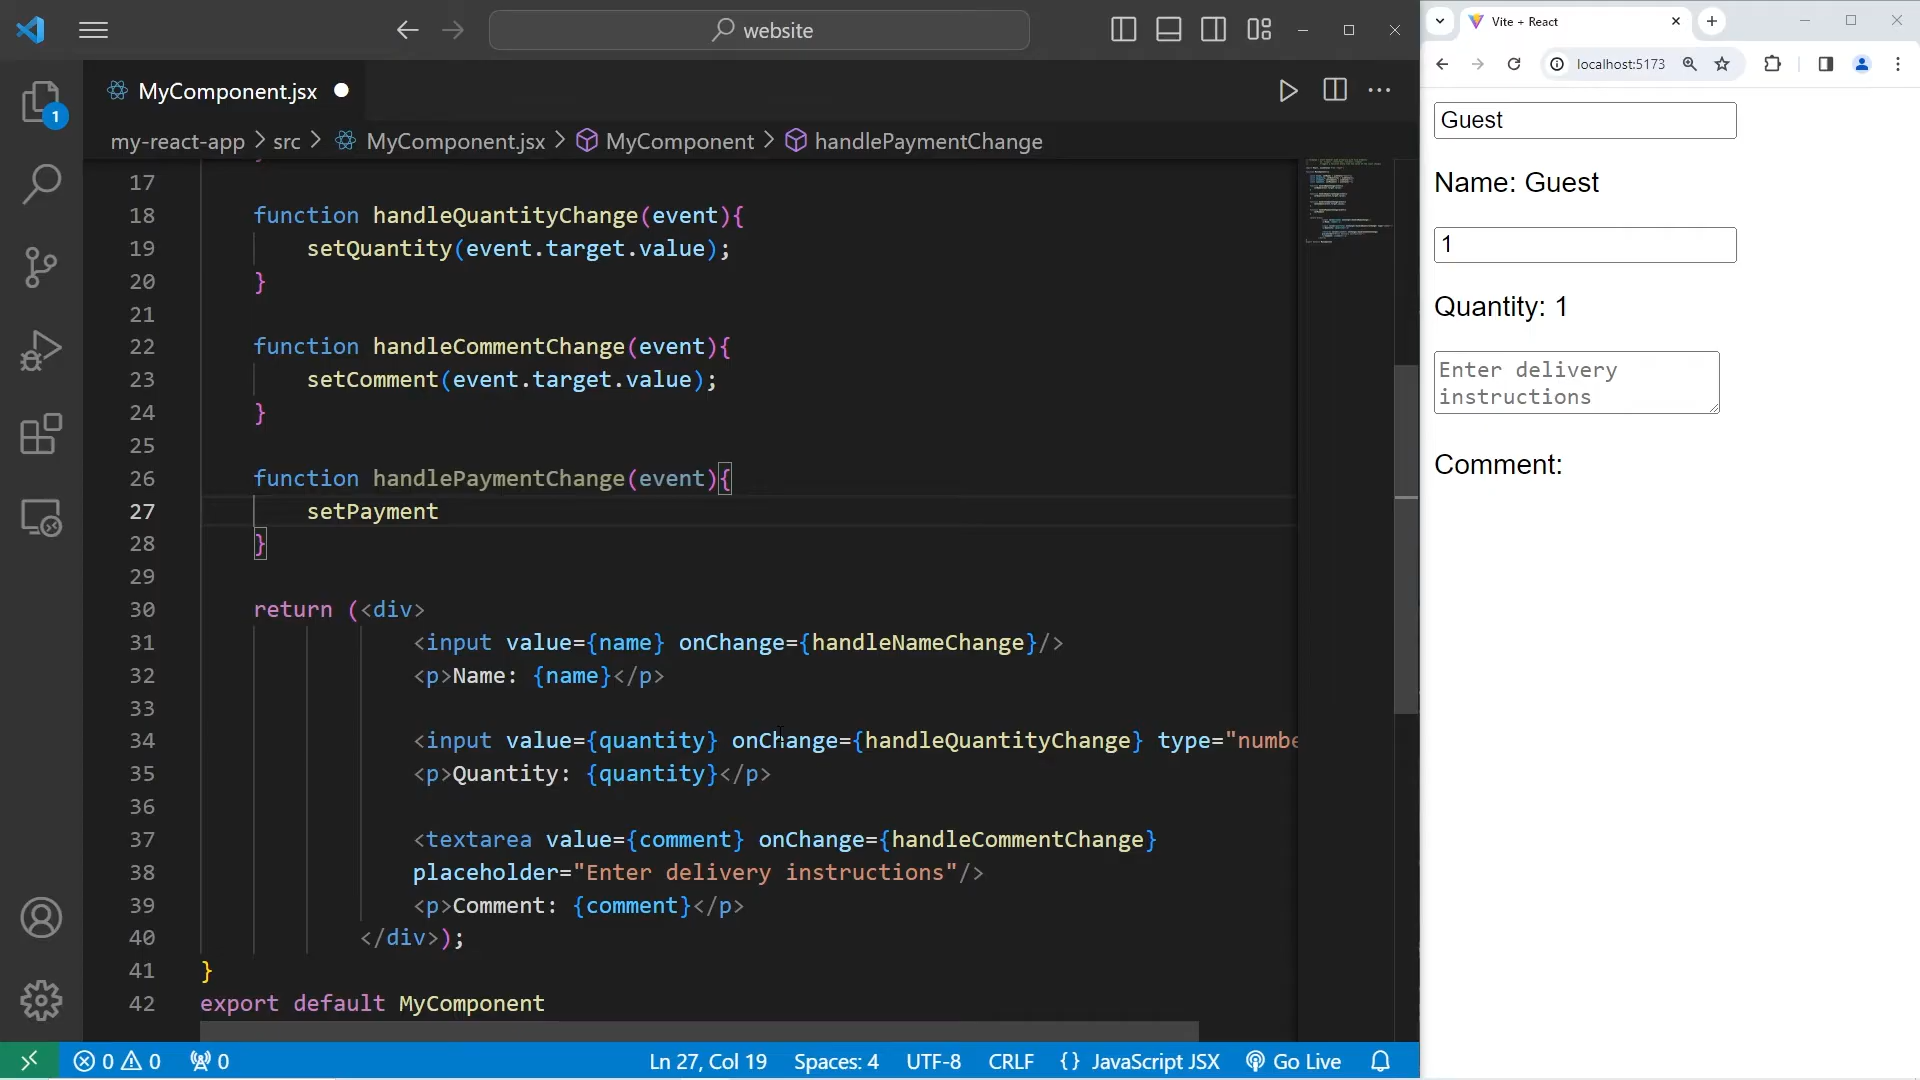 website
MyComponent.jsx
1
my-react-app > src > MyComponent.jsx > MyComponent > handlePaymentChange
17
18 function handleQuantityChange(event){
19 setQuantity(event.target.value);
20 }
21
22 function handleCommentChange(event){
23 setComment(event.target.value);
24 }
25
26 function handlePaymentChange(event){
27 setPayment
28 }
29
30 return (<div>
31 <input value={name} onChange={handleNameChange}/>
32 <p>Name: {name}</p>
33
34 <input value={quantity} onChange={handleQuantityChange} type="numbe
35 <p>Quantity: {quantity}</p>
36
37 <textarea value={comment} onChange={handleCommentChange}
38 placeholder="Enter delivery instructions"/>
39 <p>Comment: {comment}</p>
40 </div>);
41 }
42 export default MyComponent
0 0 0 Ln 27, Col 19 Spaces: 4 UTF-8 CRLF {} JavaScript JSX Go Live
Vite + React
localhost:5173
Guest
Name: Guest
1
Quantity: 1
Enter delivery
instructions
Comment: